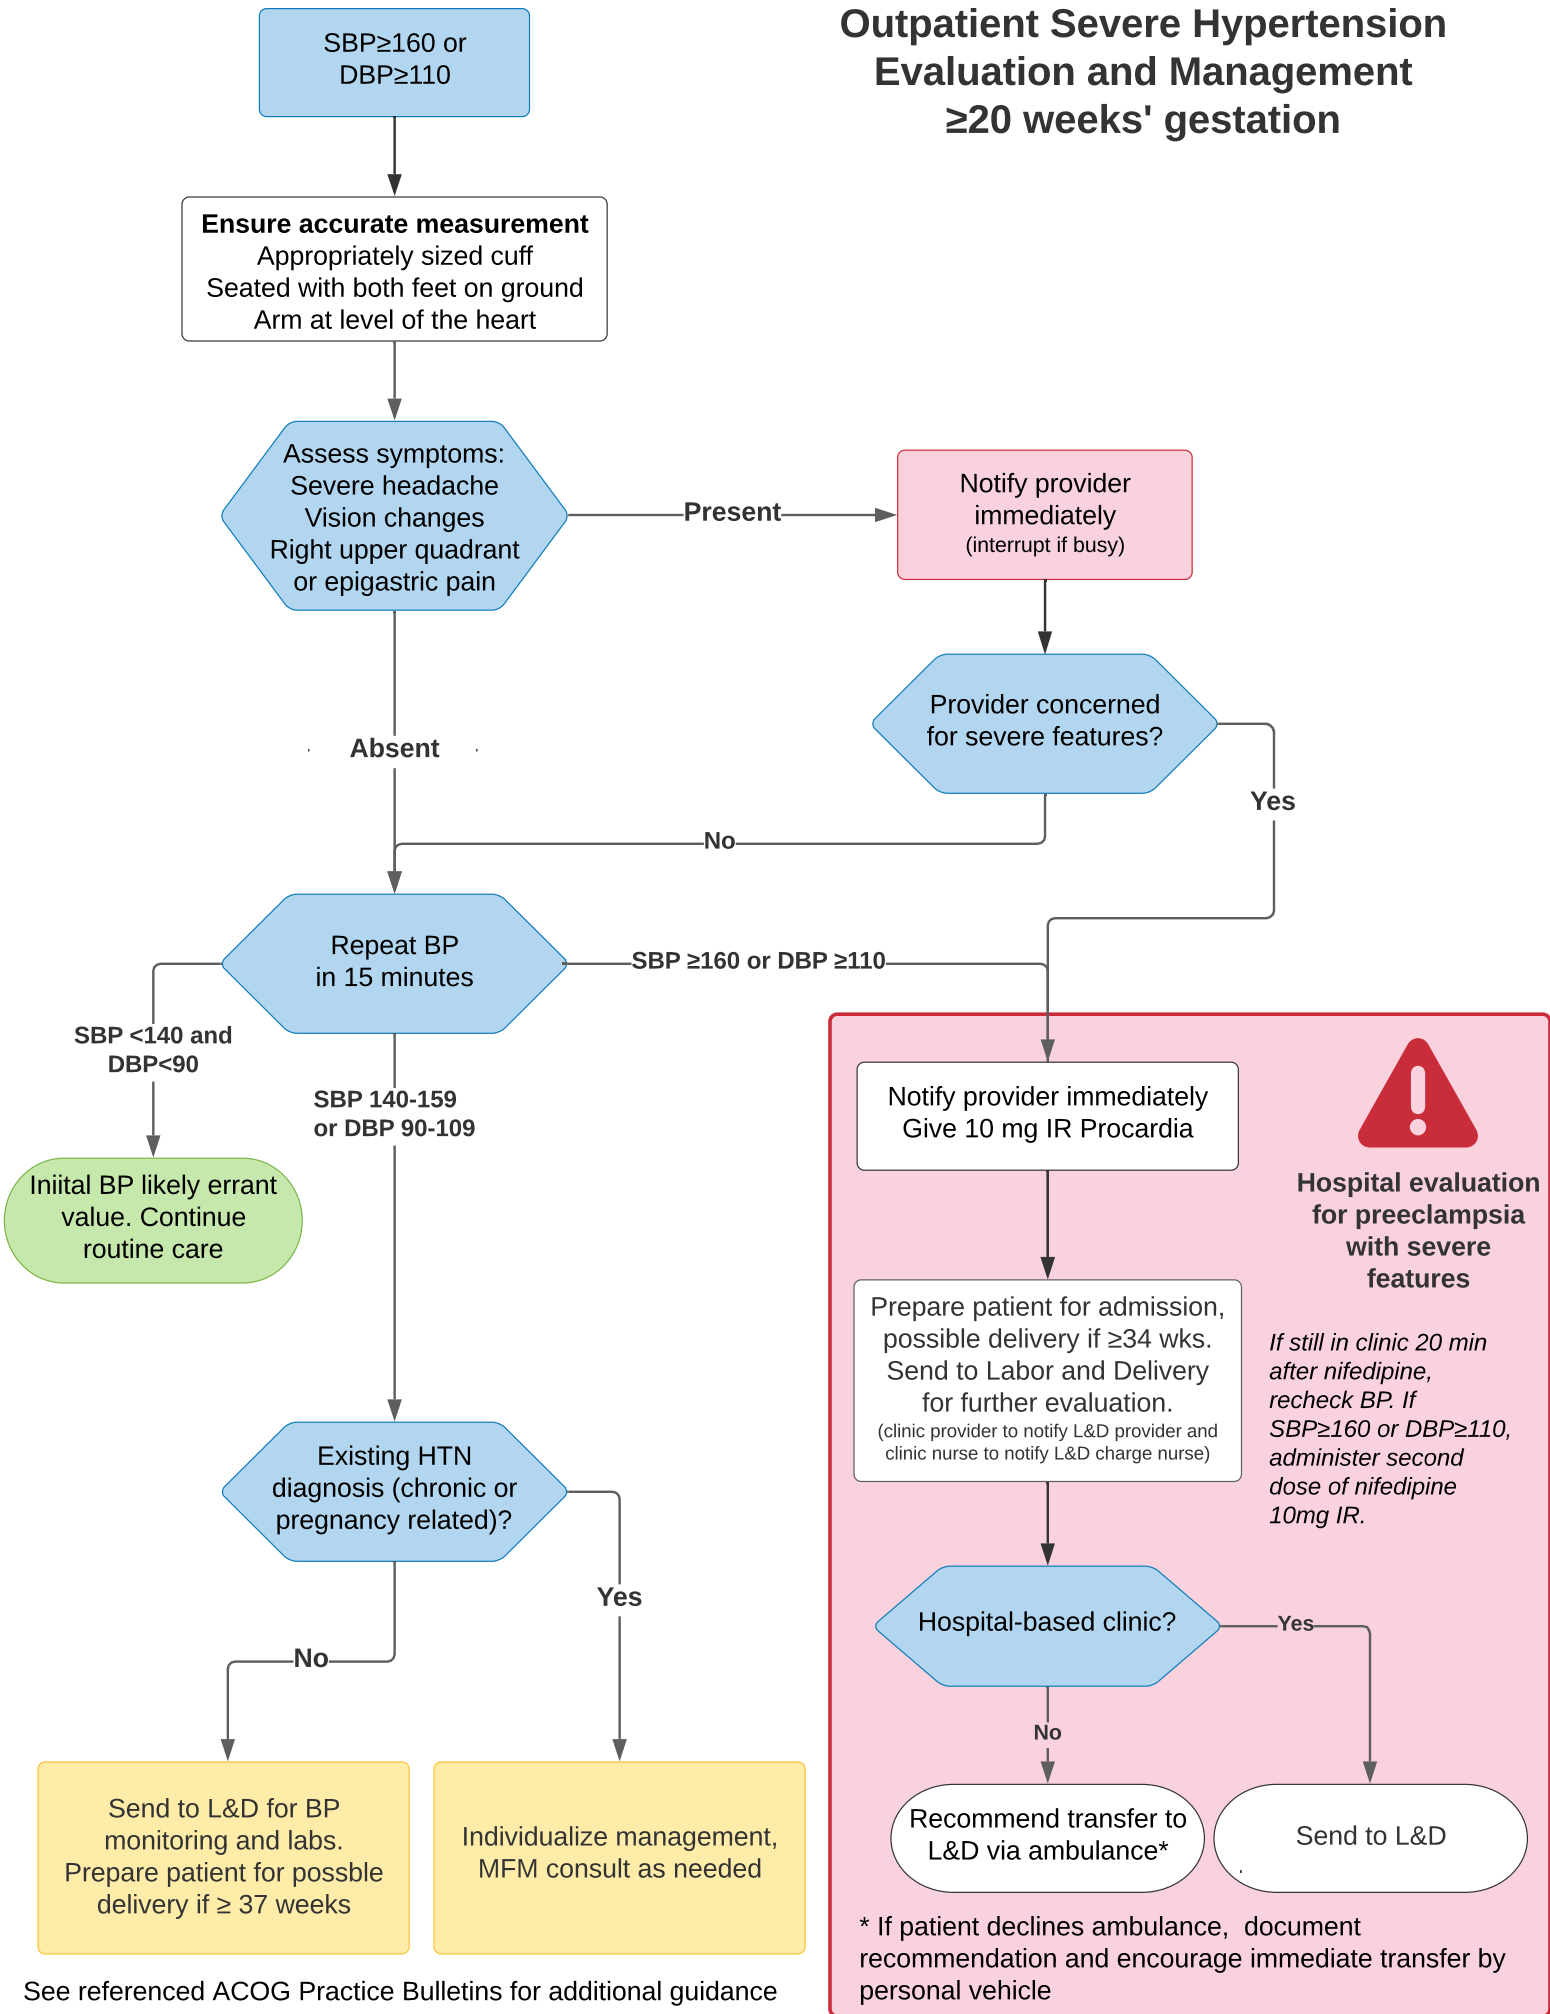 Outpatient Severe Hypertension
Evaluation and Management
≥20 weeks' gestation
SBP≥160 or
DBP≥110
Ensure accurate measurement
Appropriately sized cuff
Seated with both feet on ground
Arm at level of the heart
Assess symptoms:
Severe headache
Vision changes
Right upper quadrant
or epigastric pain
Present
Notify provider
immediately
(interrupt if busy)
Absent
Provider concerned
for severe features?
Yes
No
Repeat BP
in 15 minutes
SBP ≥160 or DBP ≥110
SBP <140 and
DBP<90
SBP 140-159
or DBP 90-109
Iniital BP likely errant
value. Continue
routine care
Existing HTN
diagnosis (chronic or
pregnancy related)?
Yes
No
Send to L&D for BP
monitoring and labs.
Prepare patient for possble
delivery if ≥ 37 weeks
Individualize management,
MFM consult as needed
See referenced ACOG Practice Bulletins for additional guidance
Notify provider immediately
Give 10 mg IR Procardia
Hospital evaluation
for preeclampsia
with severe
features
Prepare patient for admission,
possible delivery if ≥34 wks.
Send to Labor and Delivery
for further evaluation.
(clinic provider to notify L&D provider and
clinic nurse to notify L&D charge nurse)
If still in clinic 20 min
after nifedipine,
recheck BP. If
SBP≥160 or DBP≥110,
administer second
dose of nifedipine
10mg IR.
Hospital-based clinic?
Yes
No
Recommend transfer to
L&D via ambulance*
Send to L&D
.
* If patient declines ambulance,  document
recommendation and encourage immediate transfer by
personal vehicle